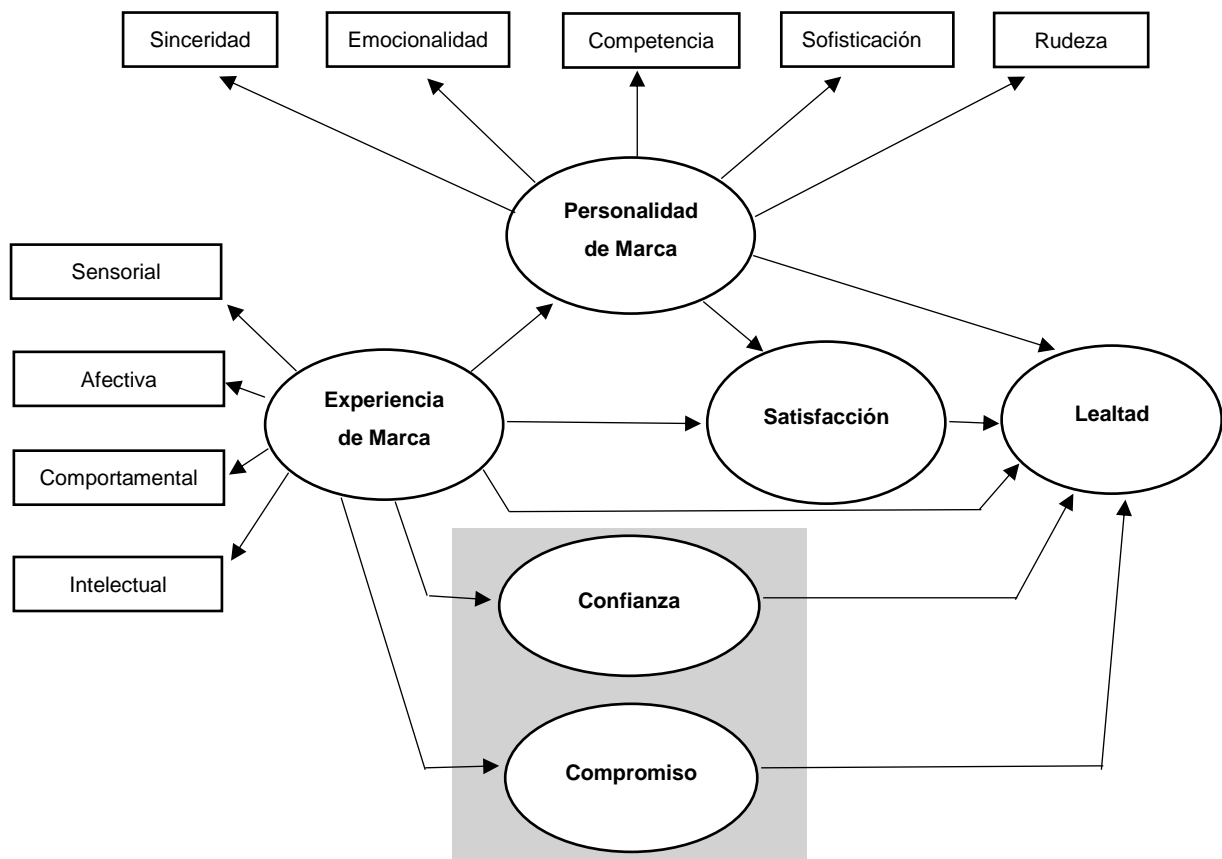 Sinceridad
Emocionalidad
Competencia
Sofisticación
Rudeza
Personalidad
de Marca
Sensorial
Afectiva
Comportamental
Intelectual
Experiencia
de Marca
Satisfacción
Lealtad
Confianza
Compromiso